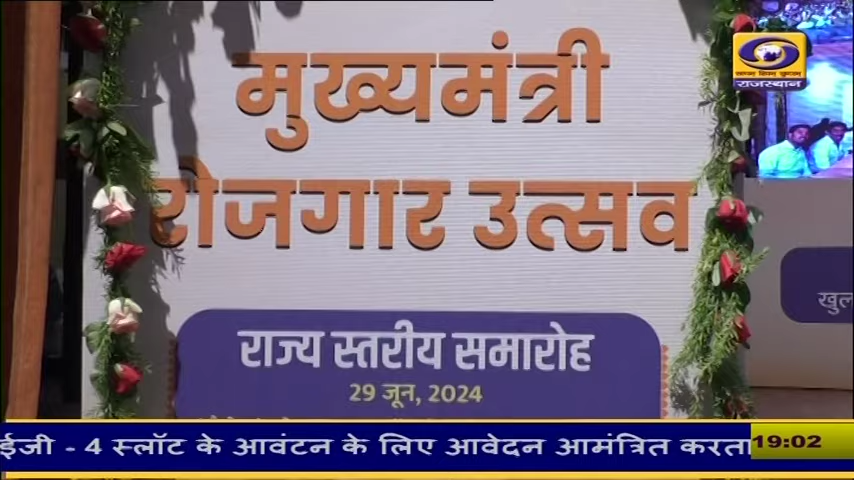 मुख्यमंत्री
रोजगार उत्सव
राज्य स्तरीय समारोह
29 जून, 2024
राजस्थान
ईजी - 4 स्लॉट के आवंटन के लिए आवेदन आमंत्रित करता
19:02